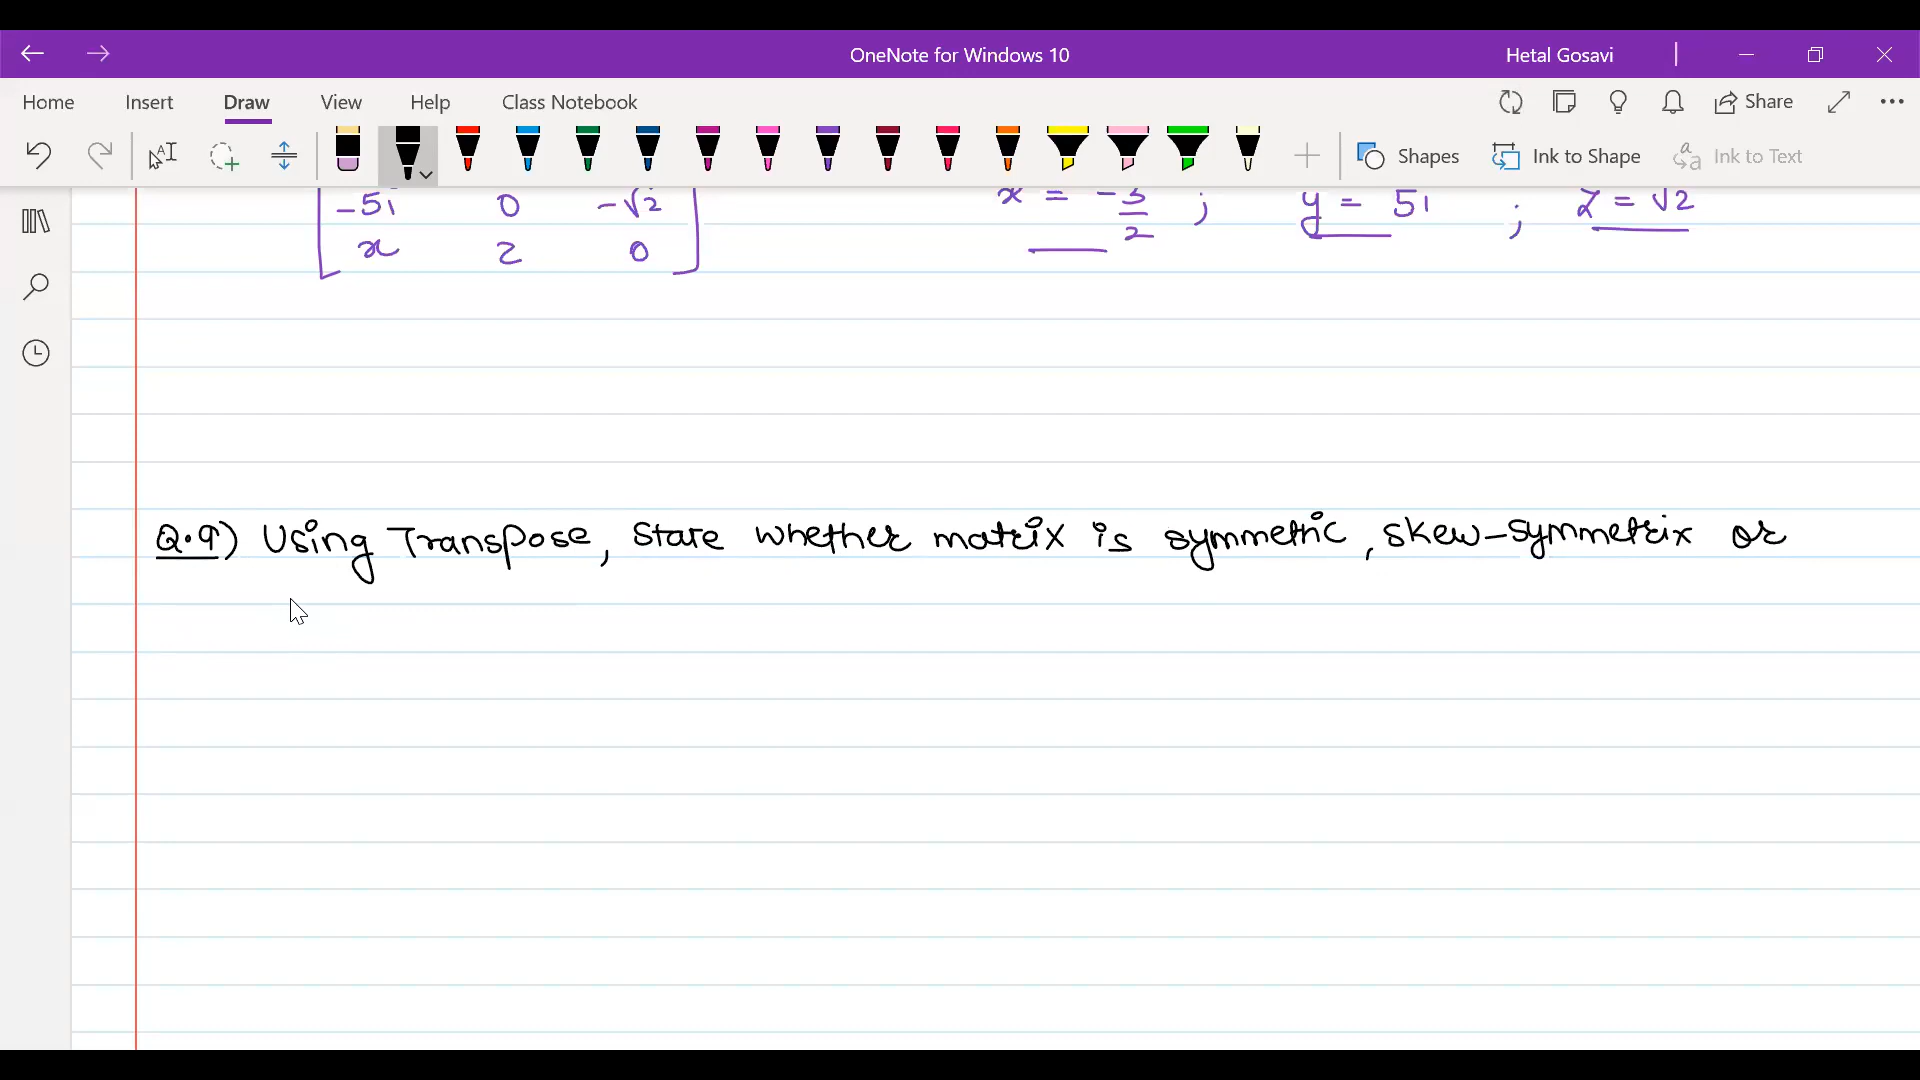 OneNote for Windows 10
Hetal Gosavi
Home Insert Draw View Help Class Notebook
Share
Shapes Ink to Shape Ink to Text
-5i 0 -√2 x = -3/2 ; y = 5i ; z = √2
x 2 0
Q.9) Using Transpose, State whether matrix is symmetric, skew-symmetrix or